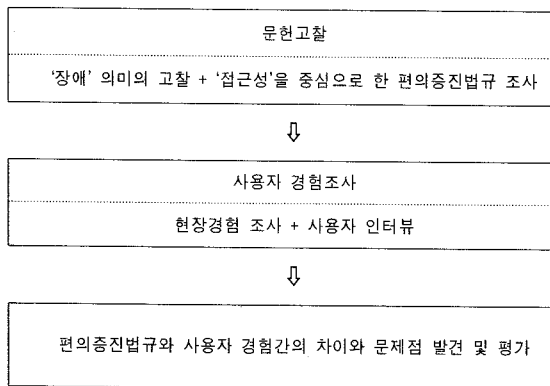 문헌고찰
'장애' 의미의 고찰 + '접근성'을 중심으로 한 편의증진법규 조사
⇩
사용자 경험조사
현장경험 조사 + 사용자 인터뷰
⇩
편의증진법규와 사용자 경험간의 차이와 문제점 발견 및 평가